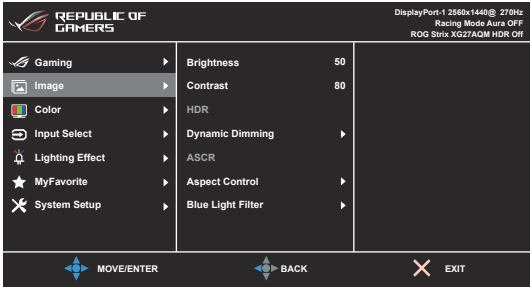 REPUBLIC OF
GAMERS
DisplayPort-1 2560x1440@ 270Hz
Racing Mode Aura OFF
ROG Strix XG27AQM HDR Off
Gaming
Image
Color
Input Select
Lighting Effect
MyFavorite
System Setup
Brightness 50
Contrast 80
HDR
Dynamic Dimming
ASCR
Aspect Control
Blue Light Filter
MOVE/ENTER
BACK
EXIT